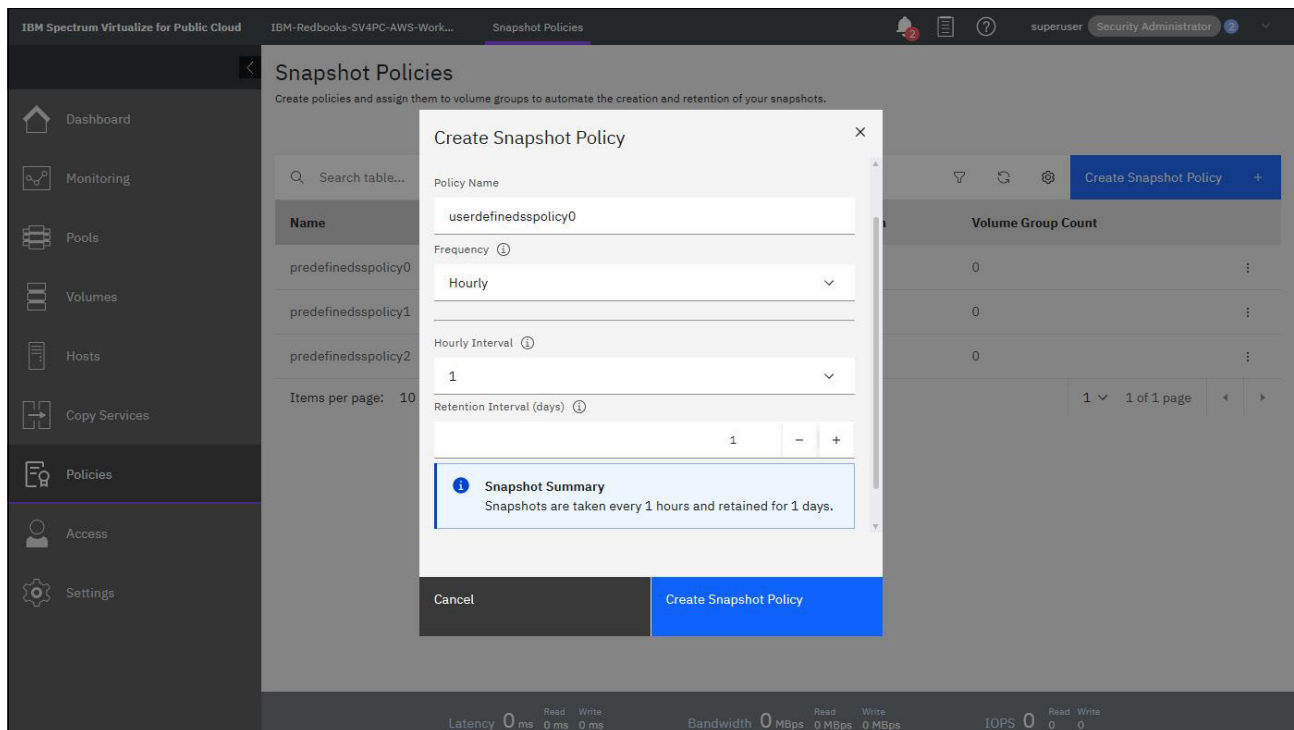 IBM Spectrum Virtualize for Public Cloud
IBM-Redbooks-SV4PC-AWS-Work...
Snapshot Policies
2
superuser
Security Administrator
2
Snapshot Policies
Create policies and assign them to volume groups to automate the creation and retention of your snapshots.
Dashboard
Monitoring
Pools
Volumes
Hosts
Copy Services
Policies
Access
Settings
Search table...
Create Snapshot Policy +
Name
Volume Group Count
predefinedsspolicy0
0
predefinedsspolicy1
0
predefinedsspolicy2
0
Items per page: 10
1
1 of 1 page
Create Snapshot Policy
Policy Name
userdefinedsspolicy0
Frequency
Hourly
Hourly Interval
1
Retention Interval (days)
1 − +
Snapshot Summary
Snapshots are taken every 1 hours and retained for 1 days.
Cancel
Create Snapshot Policy
Read Write
Latency 0 ms 0 ms 0 ms
Read Write
Bandwidth 0 MBps 0 MBps 0 MBps
Read Write
IOPS 0 0 0